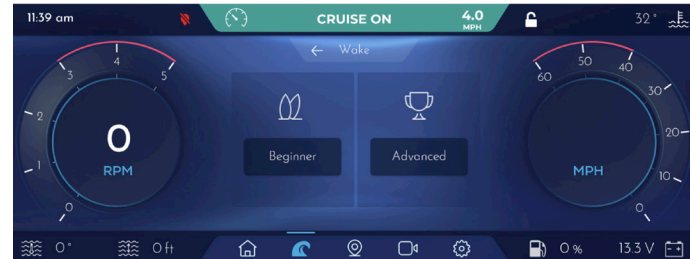 11:39 am
CRUISE ON
4.0
MPH
32°
← Wake
4
3
5
2
1
0
0
RPM
Beginner
Advanced
50
40
60
30
20
10
0
MPH
0°
0 ft
0 %
13.3 V